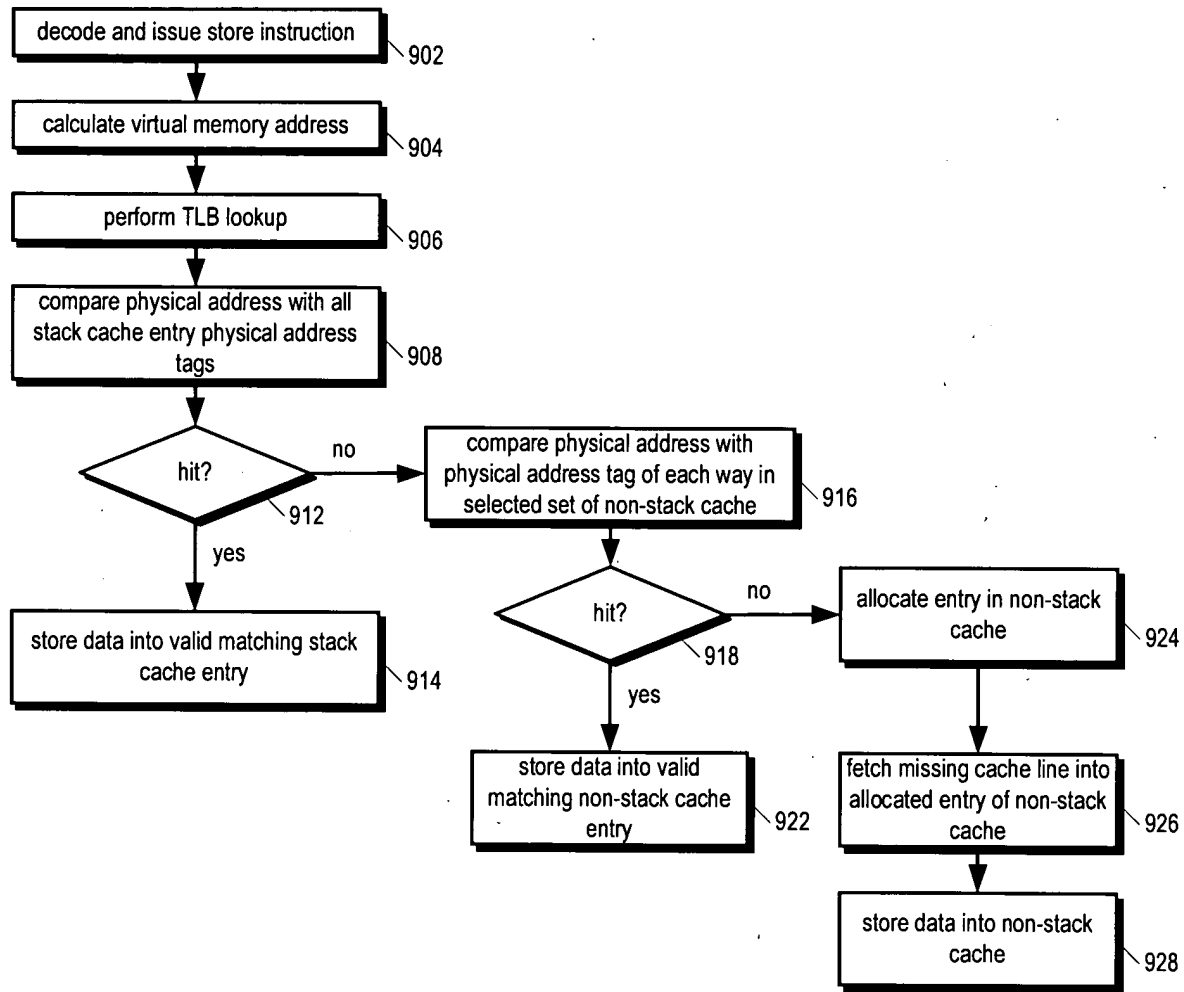 decode and issue store instruction
902
calculate virtual memory address
904
perform TLB lookup
906
compare physical address with all
stack cache entry physical address
tags
908
hit?
912
no
yes
store data into valid matching stack
cache entry
914
compare physical address with
physical address tag of each way in
selected set of non-stack cache
916
hit?
918
no
yes
store data into valid
matching non-stack cache
entry
922
allocate entry in non-stack
cache
924
fetch missing cache line into
allocated entry of non-stack
cache
926
store data into non-stack
cache
928